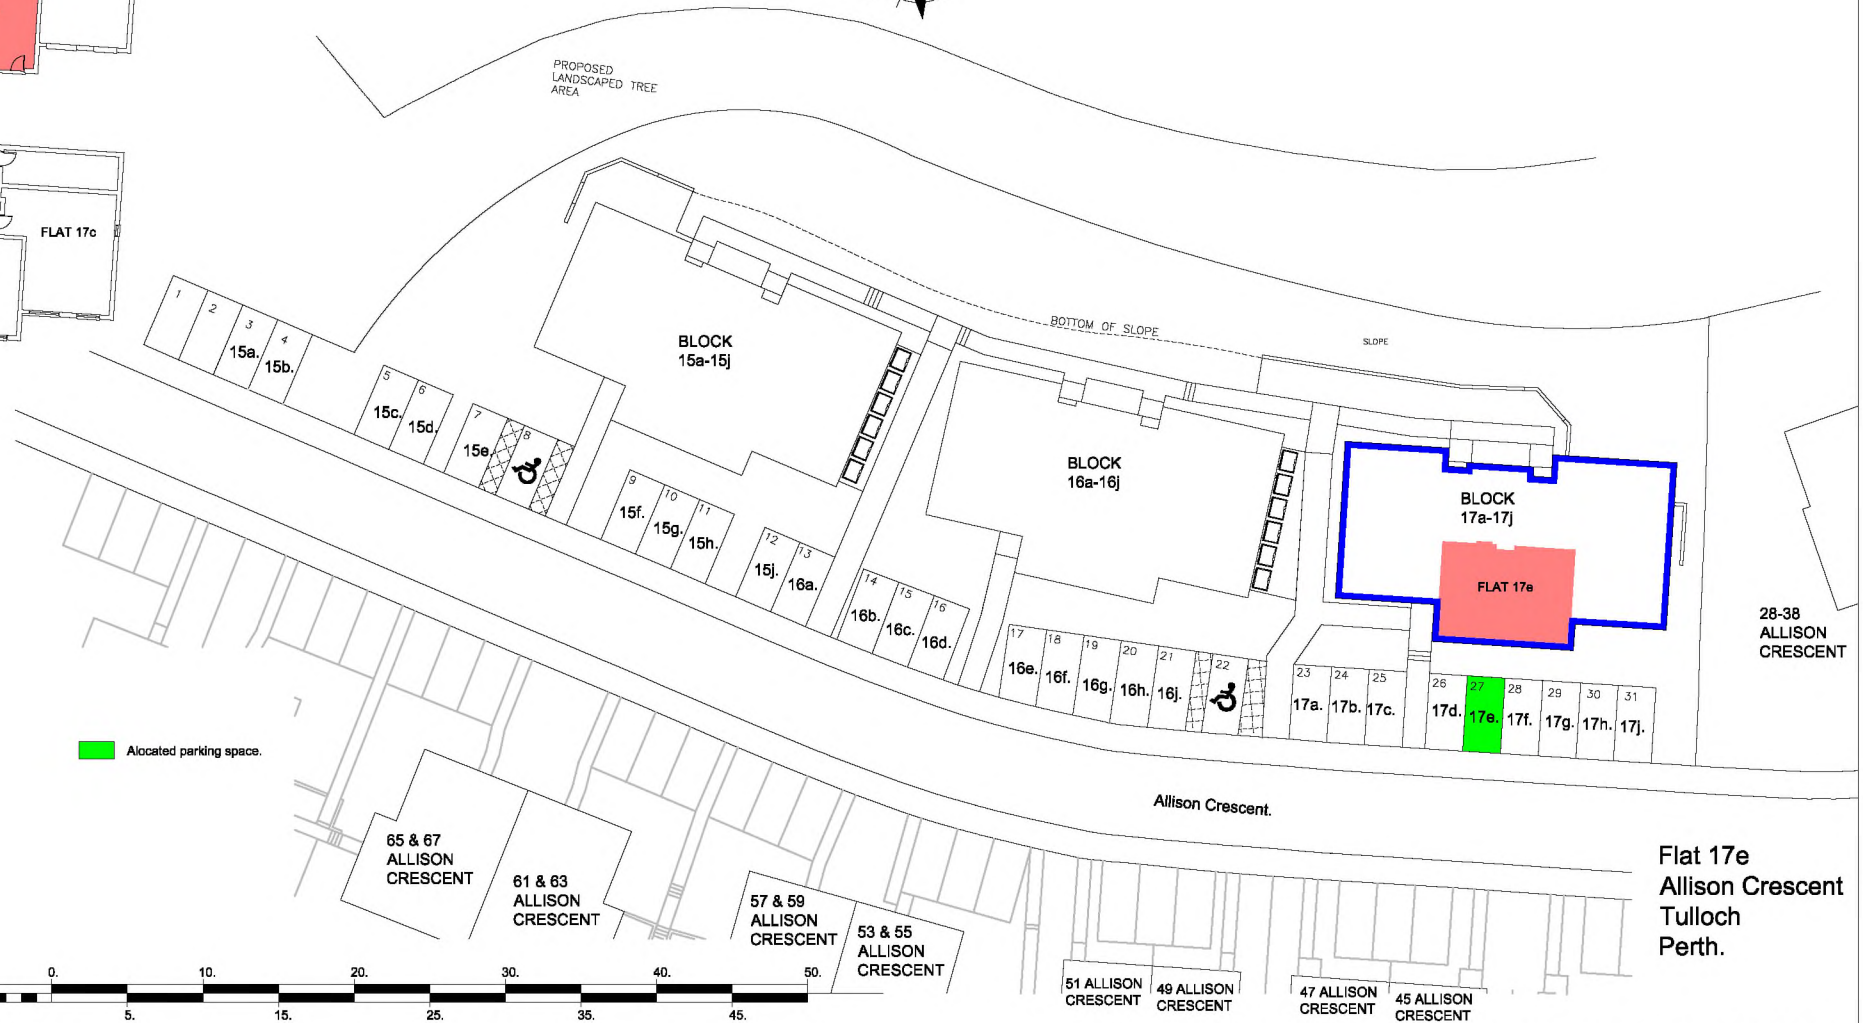 PROPOSED
LANDSCAPED TREE
AREA
FLAT 17c
BLOCK
15a-15j
BOTTOM OF SLOPE
SLOPE
BLOCK
16a-16j
BLOCK
17a-17j
FLAT 17e
28-38
ALLISON
CRESCENT
1
2
3
15a.
4
15b.
5
15c.
6
15d.
7
15e.
8
9
15f.
10
15g.
11
15h.
12
15j.
13
16a.
14
16b.
15
16c.
16
16d.
17
16e.
18
16f.
19
16g.
20
16h.
21
16j.
22
23
17a.
24
17b.
25
17c.
26
17d.
27
17e.
28
17f.
29
17g.
30
17h.
31
17j.
Alocated parking space.
Allison Crescent.
65 & 67
ALLISON
CRESCENT
61 & 63
ALLISON
CRESCENT
57 & 59
ALLISON
CRESCENT
53 & 55
ALLISON
CRESCENT
51 ALLISON
CRESCENT
49 ALLISON
CRESCENT
47 ALLISON
CRESCENT
45 ALLISON
CRESCENT
Flat 17e
Allison Crescent
Tulloch
Perth.
0. 10. 20. 30. 40. 50.
5. 15. 25. 35. 45.